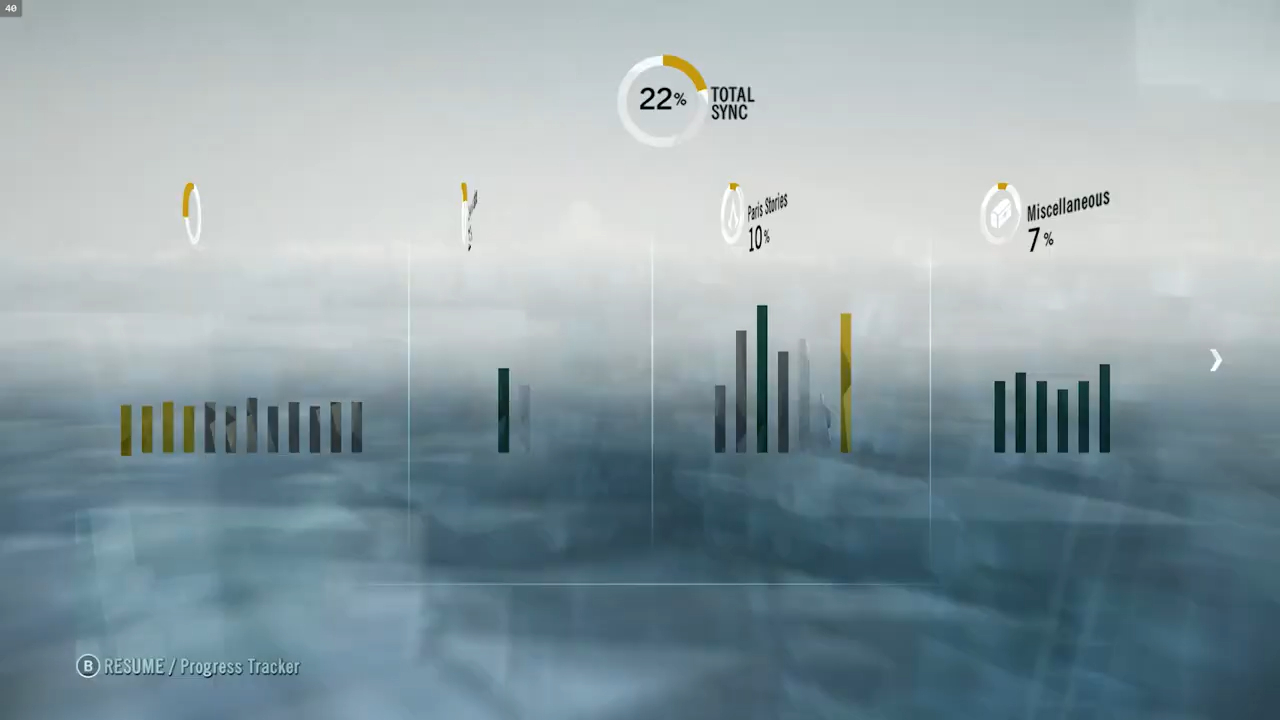 40
22%
TOTAL
SYNC
Paris Stories
10%
Miscellaneous
7%
B RESUME / Progress Tracker